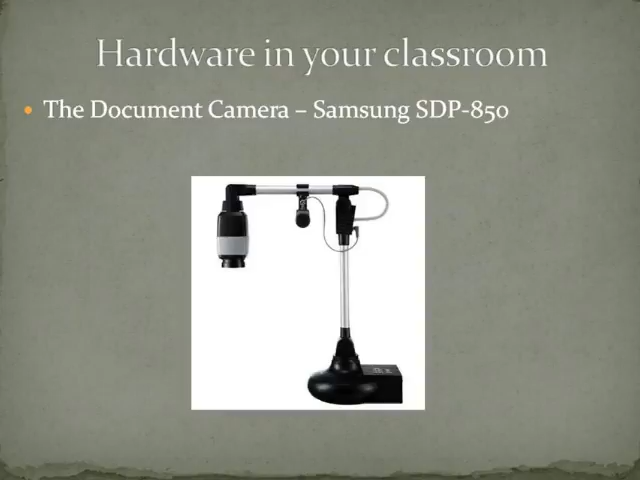 Hardware in your classroom
• The Document Camera – Samsung SDP-850